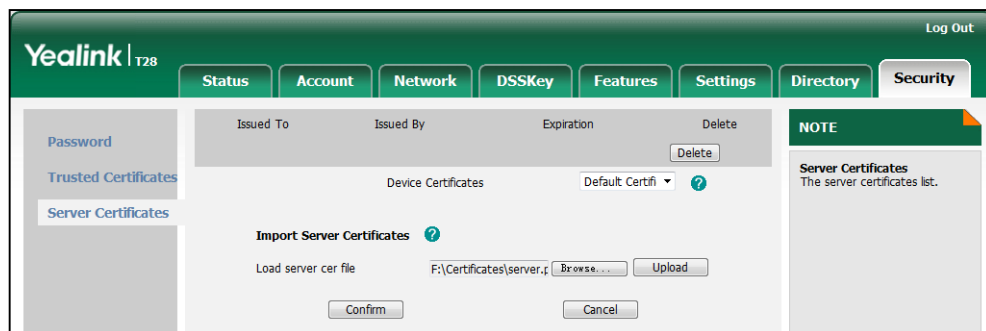 Log Out
Yealink T28
Status Account Network DSSKey Features Settings Directory Security
Password
Trusted Certificates
Server Certificates
Issued To Issued By Expiration Delete
Delete
Device Certificates Default Certifi
Import Server Certificates
Load server cer file F:\Certificates\server.p Browse... Upload
Confirm Cancel
NOTE
Server Certificates
The server certificates list.